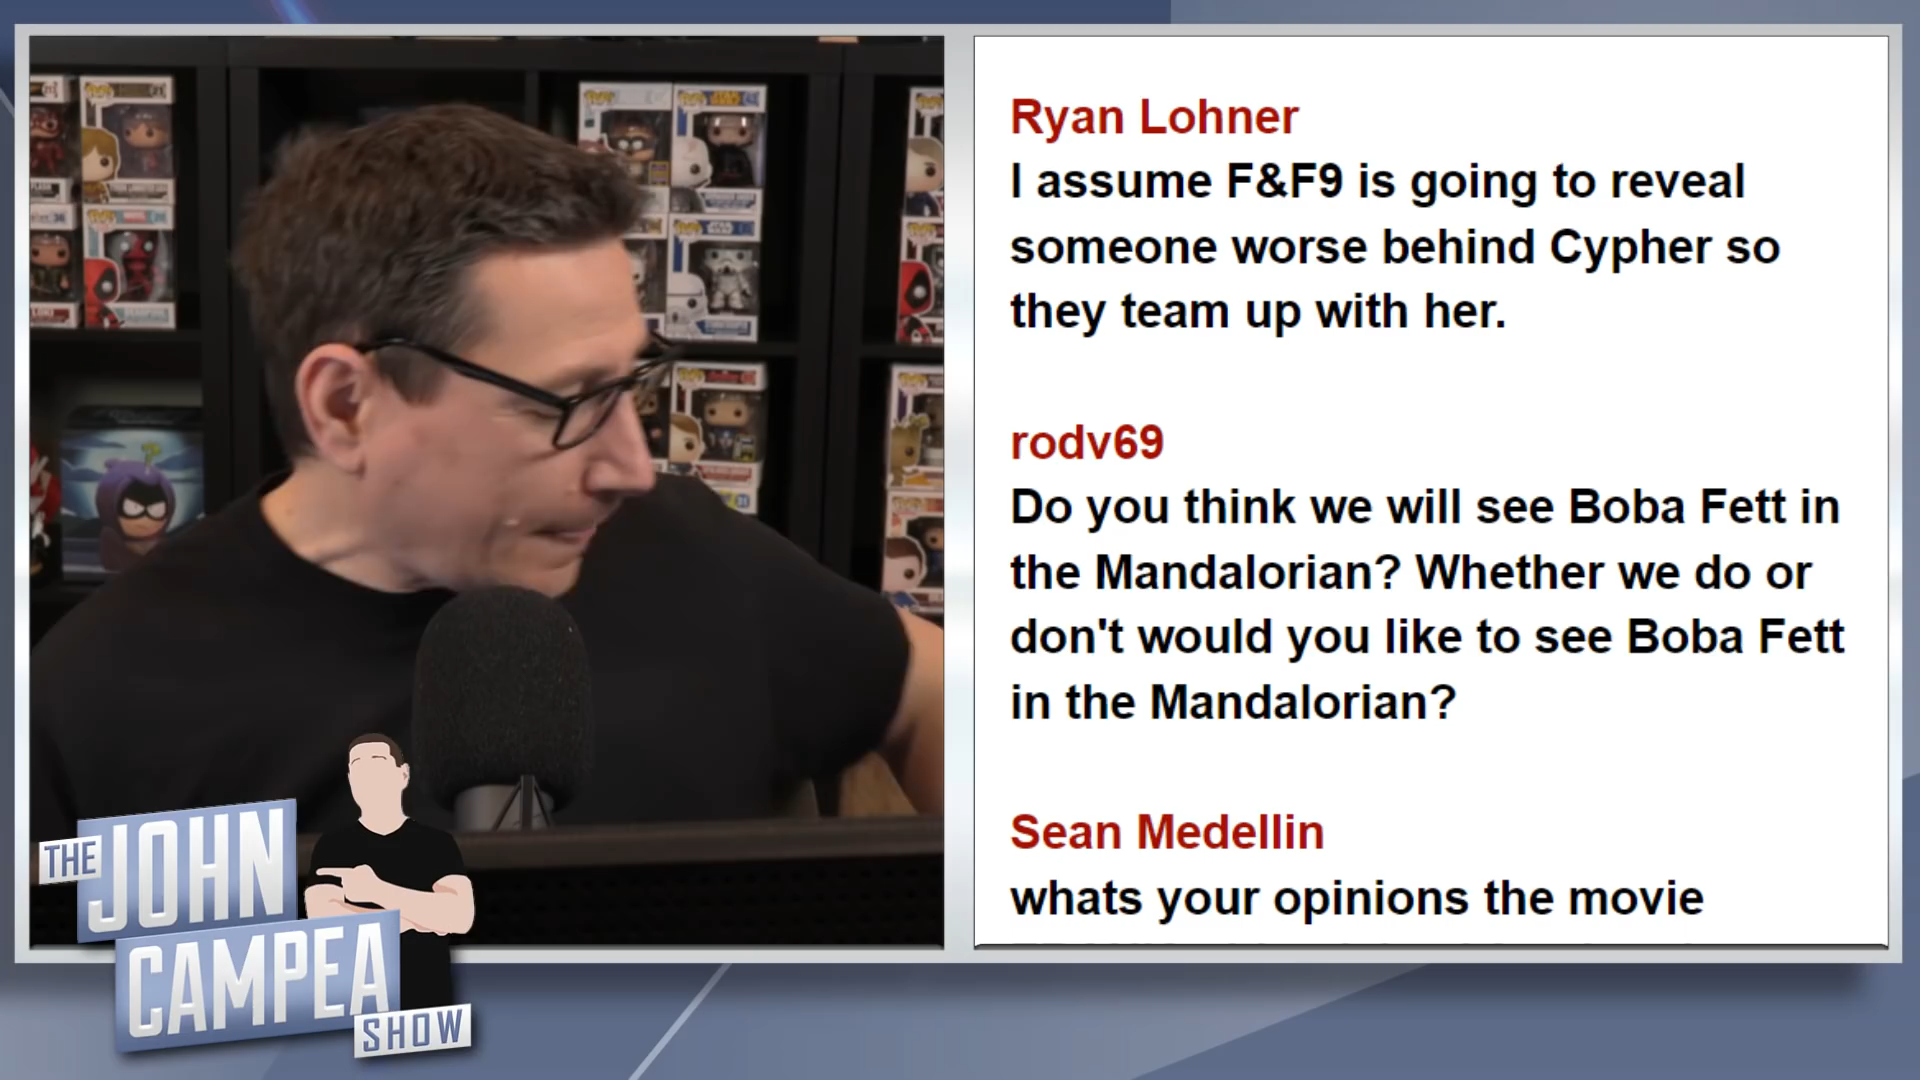 Ryan Lohner
I assume F&F9 is going to reveal
someone worse behind Cypher so
they team up with her.
rodv69
Do you think we will see Boba Fett in
the Mandalorian? Whether we do or
don't would you like to see Boba Fett
in the Mandalorian?
Sean Medellin
whats your opinions the movie
THE
JOHN
CAMPEA
SHOW